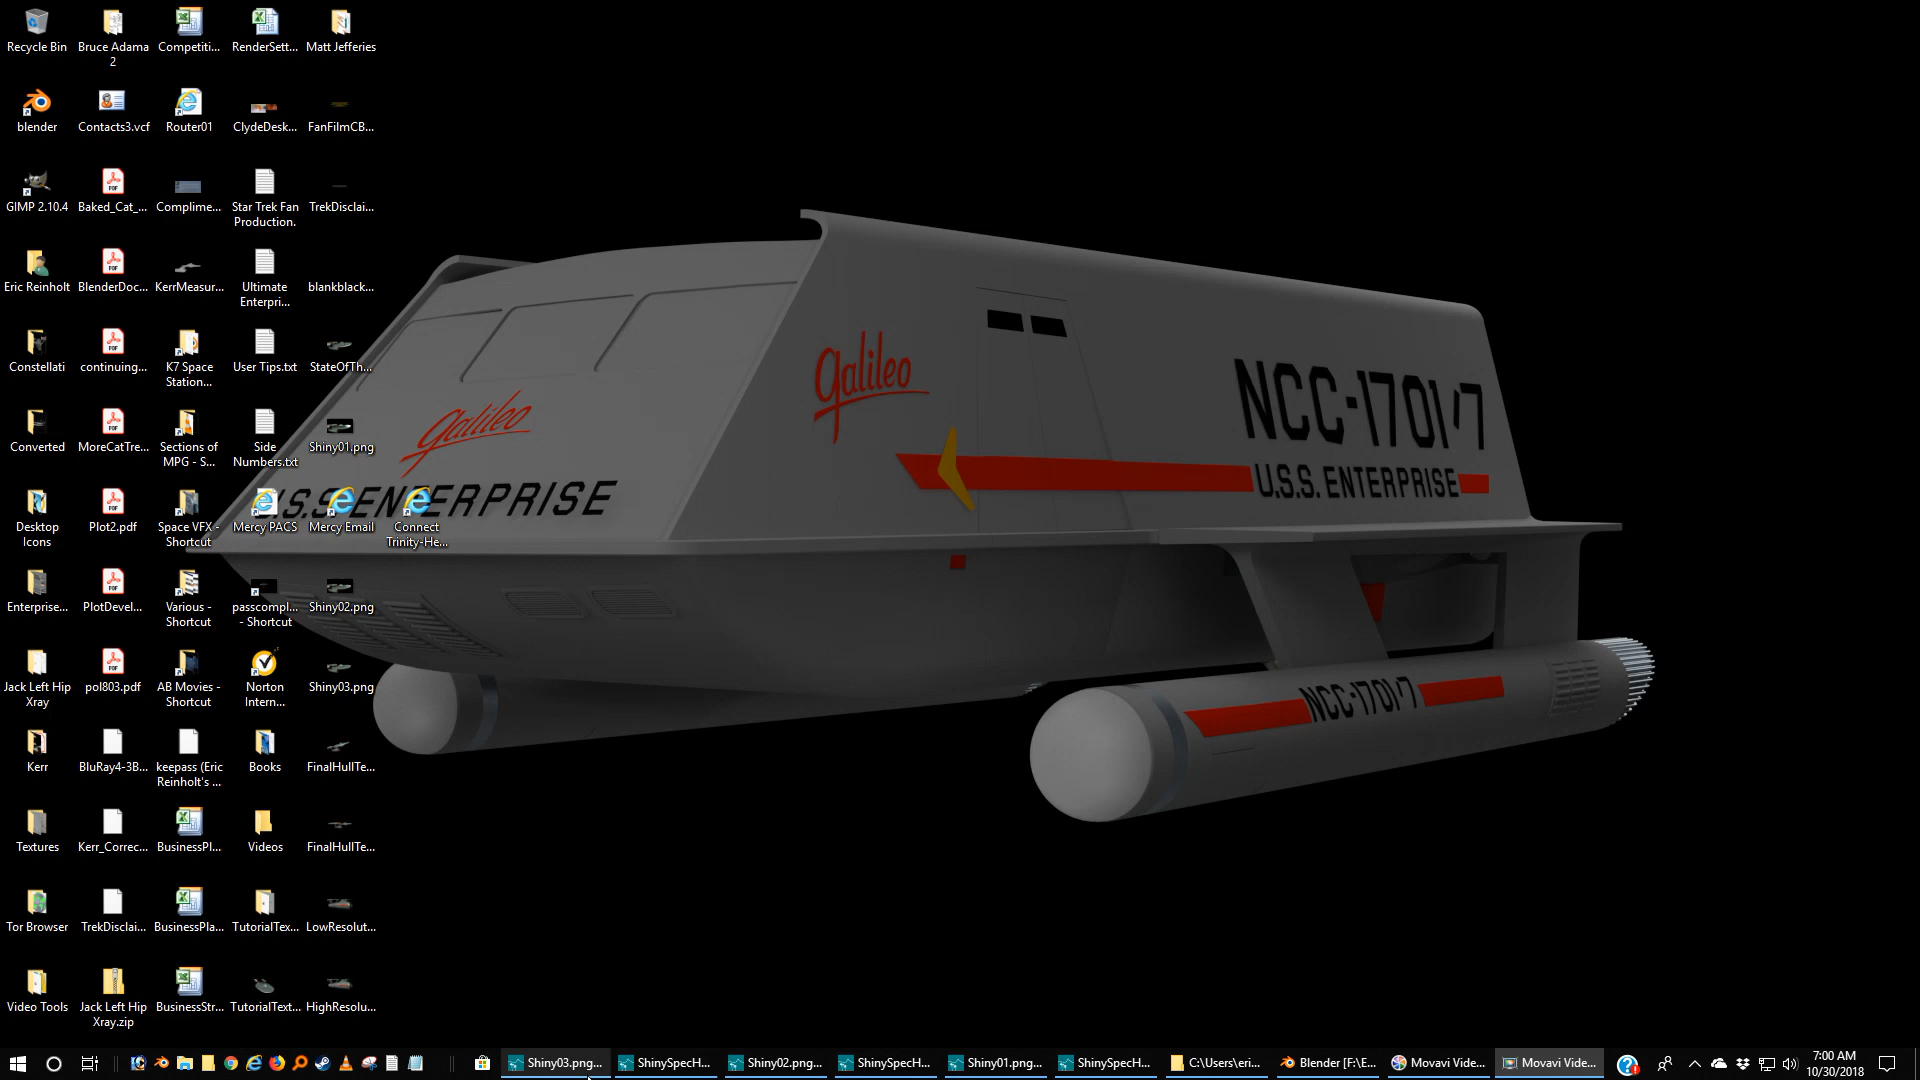 Recycle Bin
Bruce Adama
2
Competiti...
RenderSett...
Matt Jefferies
blender
Contacts3.vcf
Router01
ClydeDesk...
FanFilmCB...
GIMP 2.10.4
Baked_Cat_...
Complime...
Star Trek Fan
Production.
TrekDisclai...
Eric Reinholt
BlenderDoc...
KerrMeasur...
Ultimate
Enterpri...
blankblack...
Constellati
continuing...
K7 Space
Station...
User Tips.txt
StateOfTh...
Converted
MoreCatTre...
Sections of
MPG - S...
Side
Numbers.txt
Shiny01.png
Desktop
Icons
Plot2.pdf
Space VFX -
Shortcut
Mercy PACS
Mercy Email
Connect
Trinity-He...
Enterprise...
PlotDevel...
Various -
Shortcut
passcompl...
- Shortcut
Shiny02.png
Jack Left Hip
Xray
pol803.pdf
AB Movies -
Shortcut
Norton
Intern...
Shiny03.png
Kerr
BluRay4-3B...
keepass (Eric
Reinholt's ...
Books
FinalHullTe...
Textures
Kerr_Correc...
BusinessPl...
Videos
FinalHullTe...
Tor Browser
TrekDisclai...
BusinessPla...
TutorialTex...
LowResolut...
Video Tools
Jack Left Hip
Xray.zip
BusinessStr...
TutorialText...
HighResolu...
galileo
U.S.S. ENTERPRISE
galileo
NCC-1701/7
U.S.S. ENTERPRISE
NCC-1701/7
Shiny03.png...
ShinySpecH...
Shiny02.png...
ShinySpecH...
Shiny01.png...
ShinySpecH...
C:\Users\eri...
Blender [F:\E...
Movavi Vide...
Movavi Vide...
7:00 AM
10/30/2018